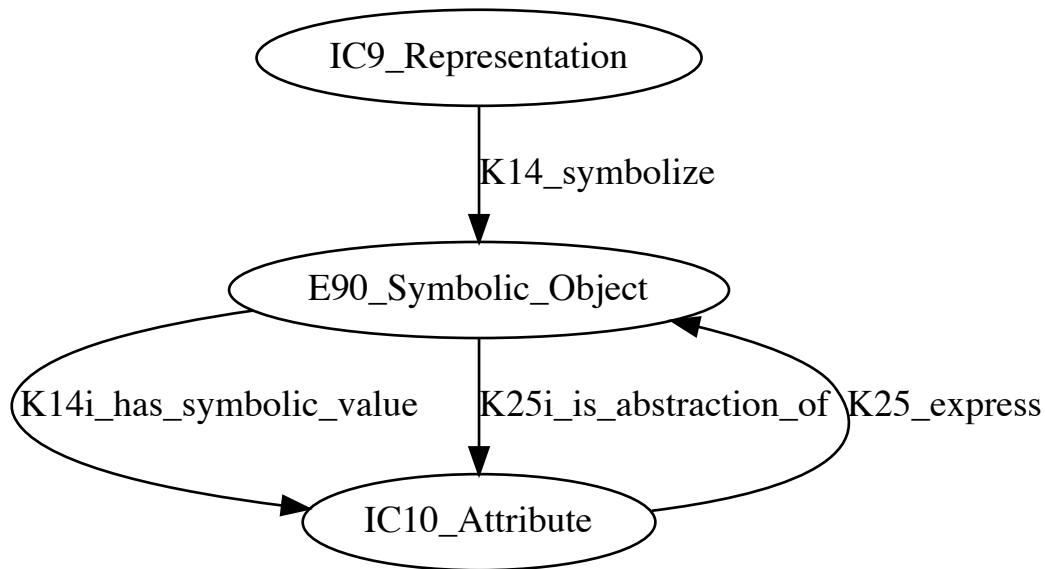 IC9_Representation
K14_symbolize
E90_Symbolic_Object
K14i_has_symbolic_value
K25i_is_abstraction_of
K25_express
IC10_Attribute